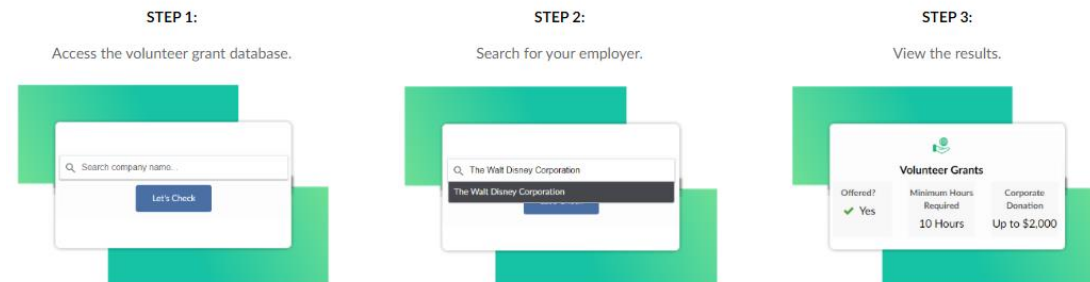 STEP 1:
Access the volunteer grant database.
Search company name...
Let's Check
STEP 2:
Search for your employer.
The Walt Disney Corporation
The Walt Disney Corporation
STEP 3:
View the results.
Volunteer Grants
Offered?
Yes
Minimum Hours
Required
10 Hours
Corporate
Donation
Up to $2,000